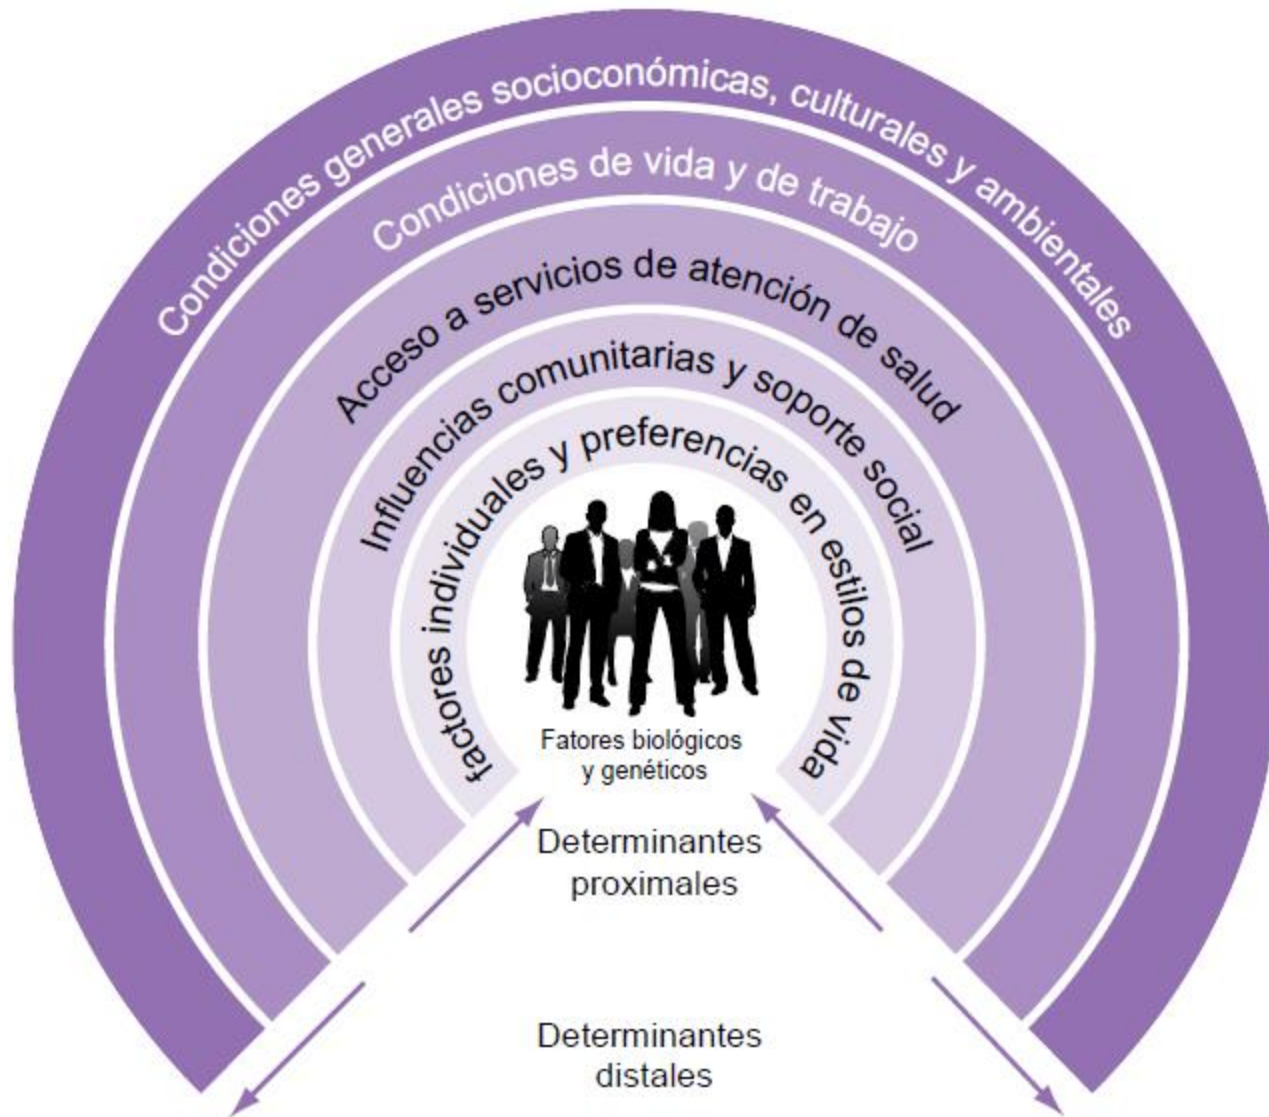 Condiciones generales socioconómicas, culturales y ambientales
Condiciones de vida y de trabajo
Acceso a servicios de atención de salud
Influencias comunitarias y soporte social
factores individuales y preferencias en estilos de vida
Fatores biológicos
y genéticos
Determinantes
proximales
Determinantes
distales